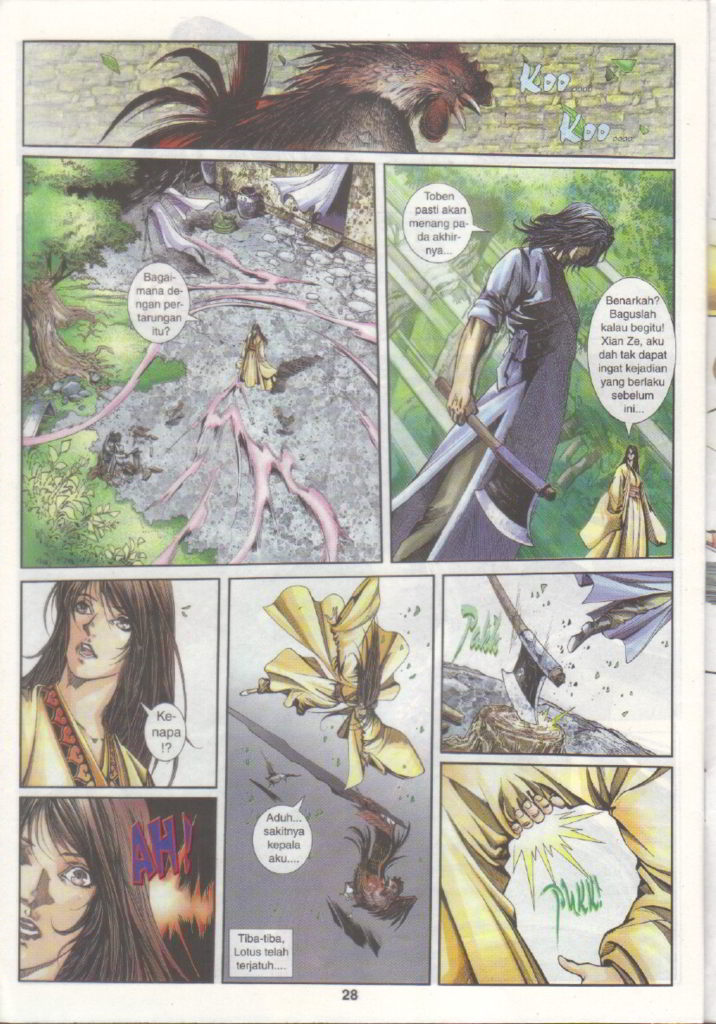 Koo.....
Koo.....
Bagai-
mana de-
ngan per-
tarungan
itu?
Toben
pasti akan
menang pa-
da akhir-
nya...
Benarkah?
Baguslah
kalau begitu!
Xian Ze, aku
dah tak dapat
ingat kejadian
yang berlaku
sebelum
ini...
Ke-
napa
!?
AH!
Aduh...
sakitnya
kepala
aku....
Tiba-tiba,
Lotus telah
terjatuh....
Pakk
PUKK!
28